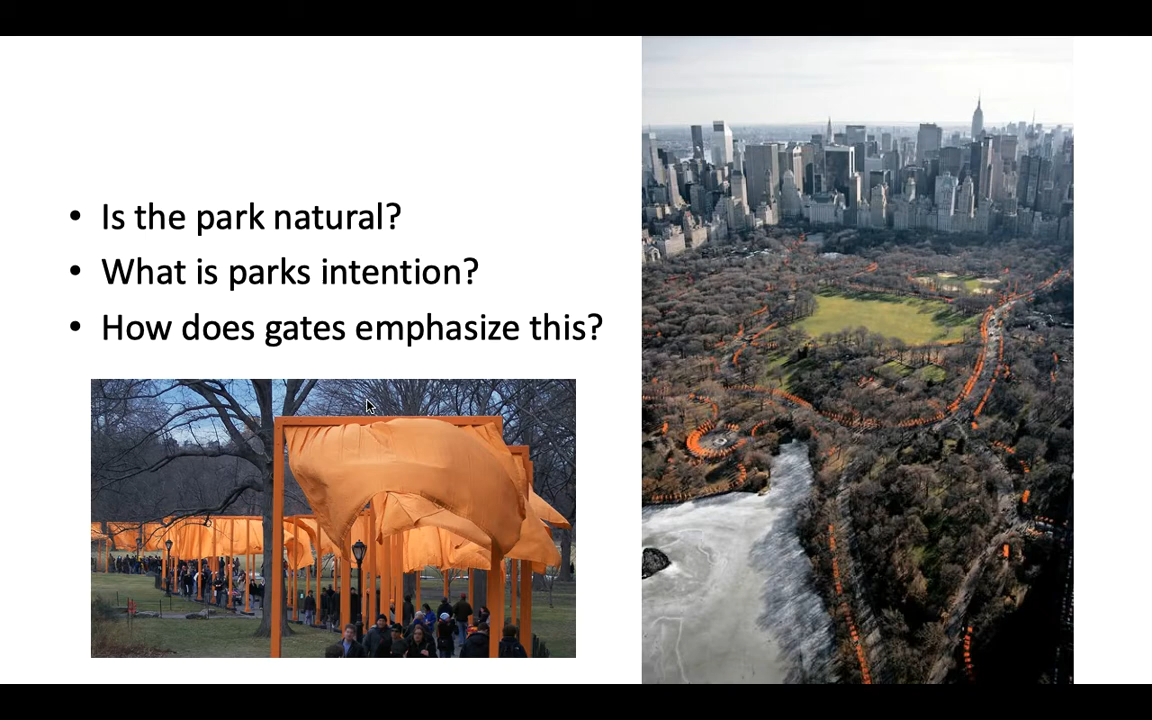 • Is the park natural?
• What is parks intention?
• How does gates emphasize this?